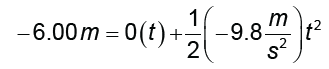 −6.00 m = 0(t) + 1/2(−9.8 m/s²)t²